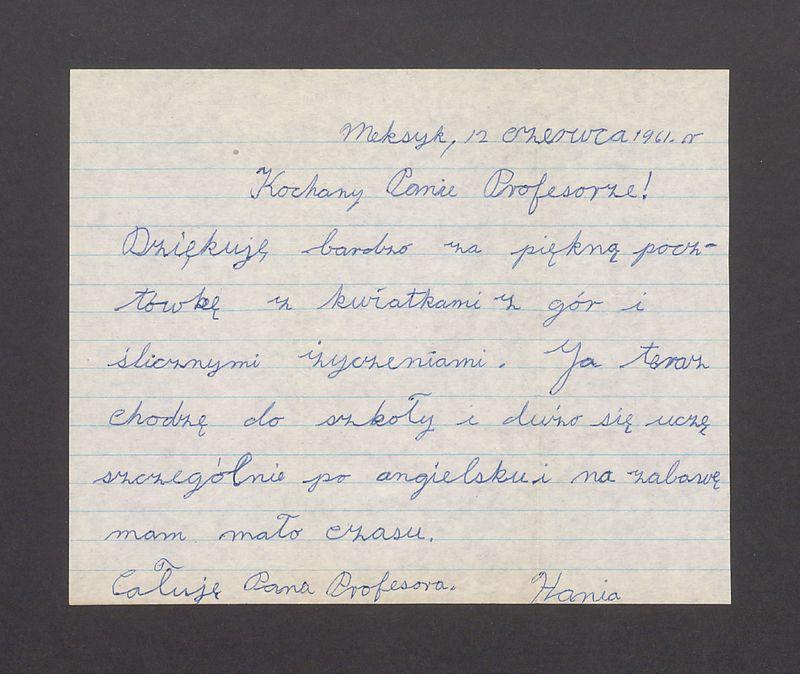 Meksyk, 12 czerwca 1961. r
Kochany Panie Profesorze!
Dziękuję bardzo za piękną pocz-
tówkę z kwiatkami z gór i
ślicznymi życzeniami. Ja teraz
chodzę do szkoły i dużo się uczę
szczególnie po angielsku i na zabawę
mam mało czasu.
Całuję Pana Profesora. Hania